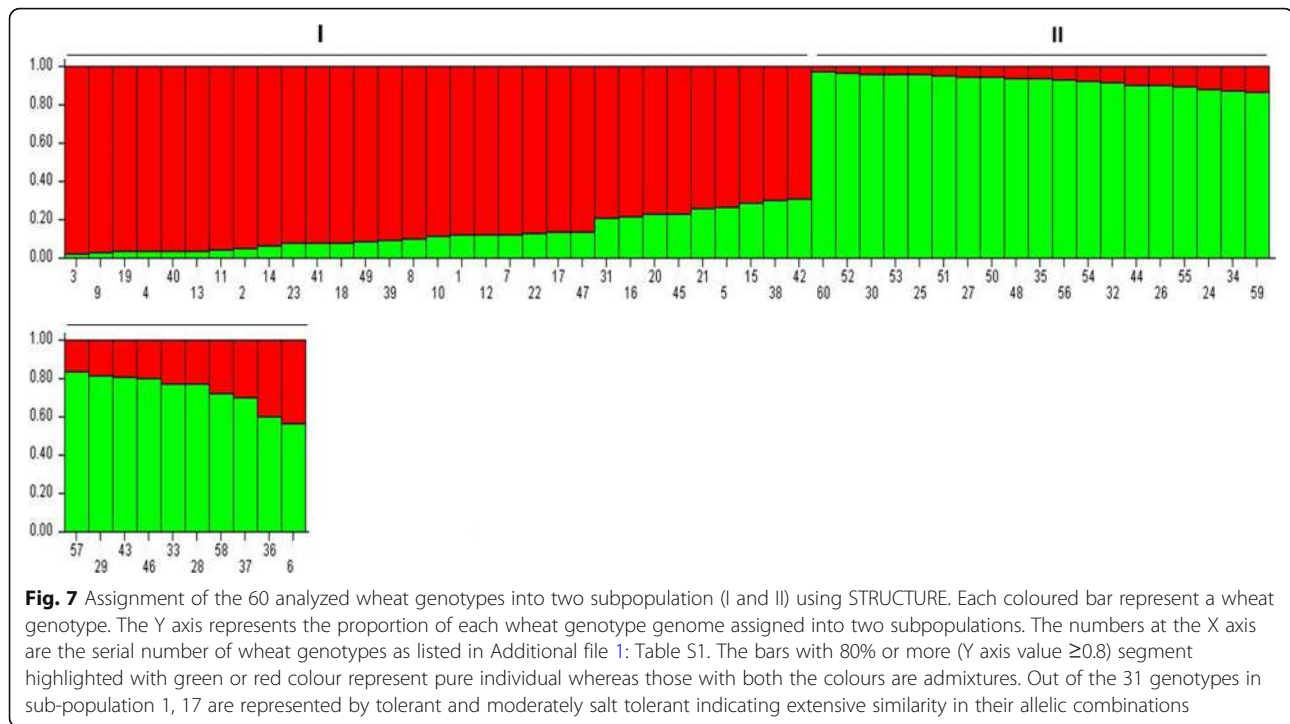 I II
1.00
0.80
0.60
0.40
0.20
0.00
3 19 40 11 14 41 49 8 1 7 17 31 20 21 15 42 52 53 51 50 35 54 44 55 34
9 4 13 2 23 18 39 10 12 22 47 16 45 5 38 60 30 25 27 48 56 32 26 24 59
1.00
0.80
0.60
0.40
0.20
0.00
57 43 33 58 36
29 46 28 37 6
Fig. 7 Assignment of the 60 analyzed wheat genotypes into two subpopulation (I and II) using STRUCTURE. Each coloured bar represent a wheat
genotype. The Y axis represents the proportion of each wheat genotype genome assigned into two subpopulations. The numbers at the X axis
are the serial number of wheat genotypes as listed in Additional file 1: Table S1. The bars with 80% or more (Y axis value ≥0.8) segment
highlighted with green or red colour represent pure individual whereas those with both the colours are admixtures. Out of the 31 genotypes in
sub-population 1, 17 are represented by tolerant and moderately salt tolerant indicating extensive similarity in their allelic combinations